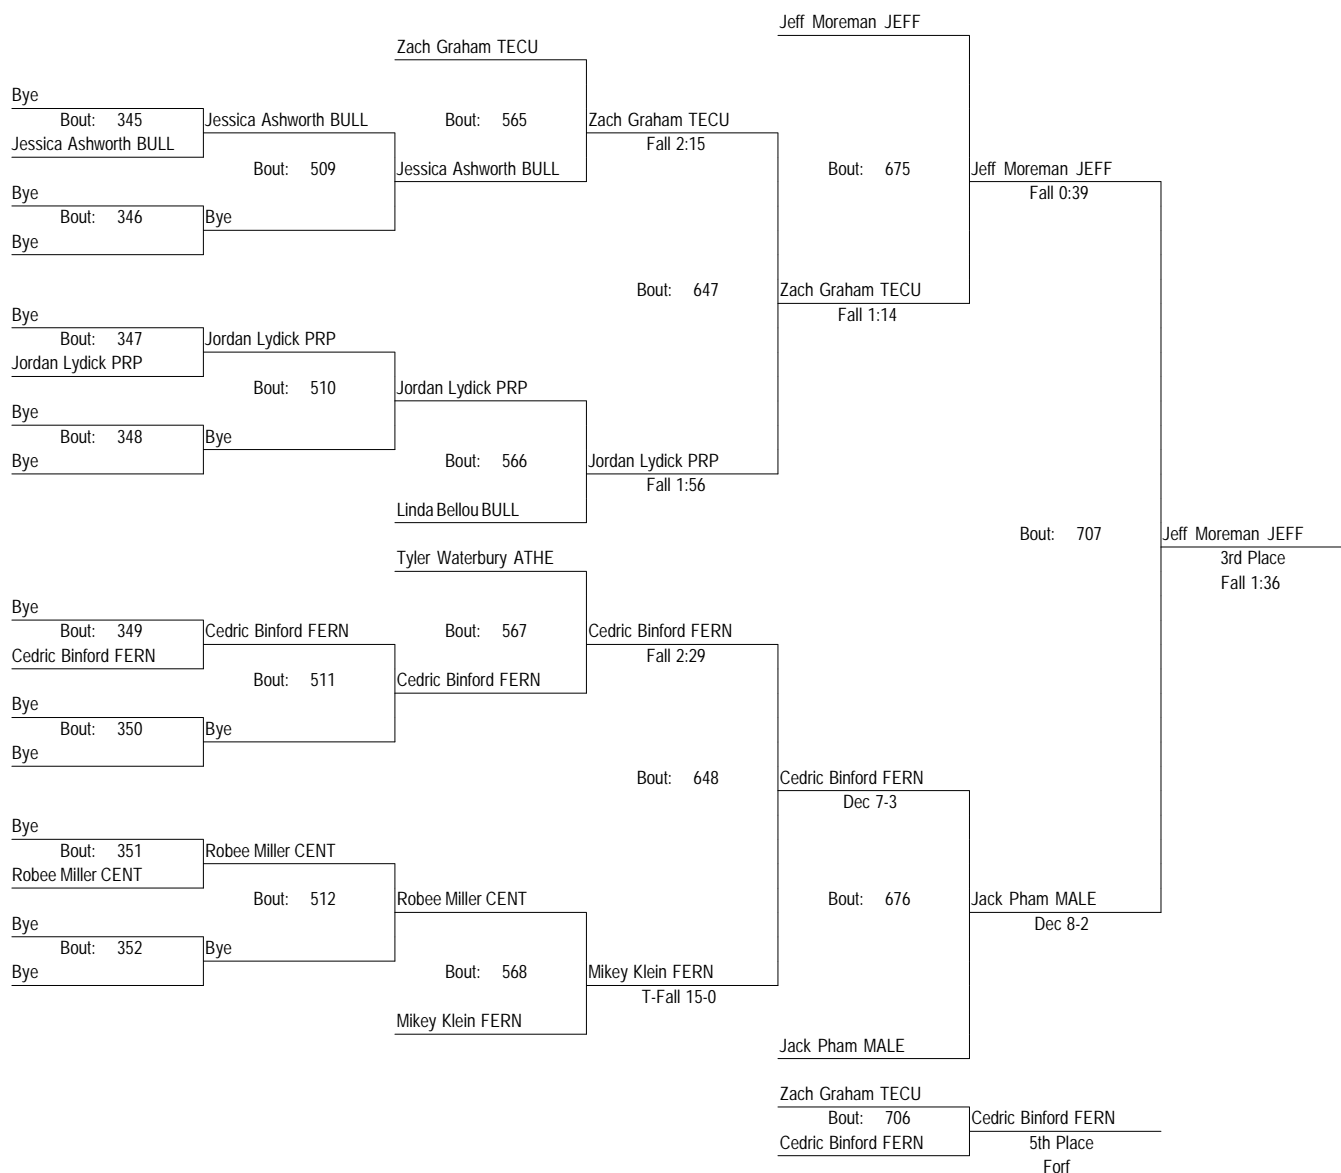 Jeff Moreman JEFF
Zach Graham TECU
Bye
Bout: 345
Jessica Ashworth BULL
Bout: 565
Zach Graham TECU
Jessica Ashworth BULL
Fall 2:15
Bout: 509
Jessica Ashworth BULL
Bout: 675
Jeff Moreman JEFF
Bye
Fall 0:39
Bout: 346
Bye
Bye
Bout: 647
Zach Graham TECU
Bye
Fall 1:14
Bout: 347
Jordan Lydick PRP
Jordan Lydick PRP
Bout: 510
Jordan Lydick PRP
Bye
Bout: 348
Bye
Bye
Bout: 566
Jordan Lydick PRP
Fall 1:56
Linda Bellou BULL
Bout: 707
Jeff Moreman JEFF
Tyler Waterbury ATHE
3rd Place
Fall 1:36
Bye
Bout: 349
Cedric Binford FERN
Bout: 567
Cedric Binford FERN
Cedric Binford FERN
Fall 2:29
Bout: 511
Cedric Binford FERN
Bye
Bout: 350
Bye
Bye
Bout: 648
Cedric Binford FERN
Dec 7-3
Bye
Bout: 351
Robee Miller CENT
Robee Miller CENT
Bout: 512
Robee Miller CENT
Bout: 676
Jack Pham MALE
Bye
Dec 8-2
Bout: 352
Bye
Bye
Bout: 568
Mikey Klein FERN
T-Fall 15-0
Mikey Klein FERN
Jack Pham MALE
Zach Graham TECU
Bout: 706
Cedric Binford FERN
Cedric Binford FERN
5th Place
Forf